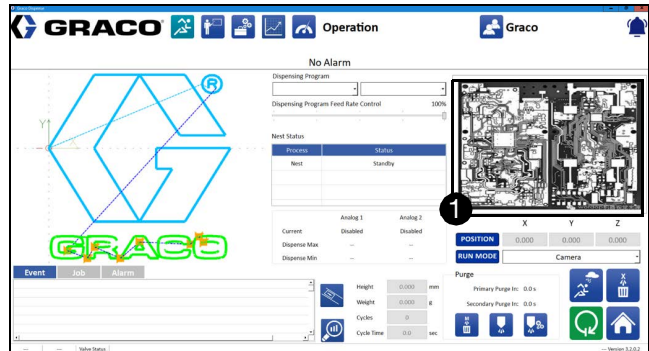 Graco Dispense
GRACO Operation Graco
No Alarm
Dispensing Program
Dispensing Program Feed Rate Control 100%
Nest Status
Process Status
Nest Standby
Y
®
GRACO
1
Analog 1 Analog 2
Current Disabled Disabled
Dispense Max -- --
Dispense Min -- --
X Y Z
POSITION 0.000 0.000 0.000
RUN MODE Camera
Event Job Alarm
Height 0.000 mm
Weight 0.000 g
Cycles 0
Cycle Time 0.0 sec
Purge
Primary Purge In: 0.0 s
Secondary Purge In: 0.0 s
M
X
--- --- Valve Status --- Version 3.2.0.2